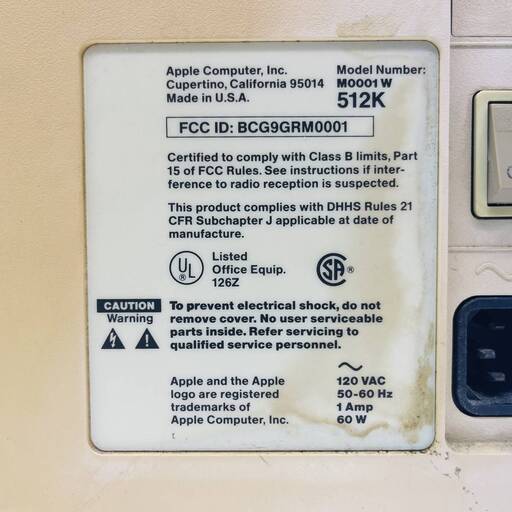 Apple Computer, Inc.
Cupertino, California 95014
Made in U.S.A.
Model Number:
M0001W
512K
FCC ID: BCG9GRM0001
Certified to comply with Class B limits, Part
15 of FCC Rules. See instructions if inter-
ference to radio reception is suspected.
This product complies with DHHS Rules 21
CFR Subchapter J applicable at date of
manufacture.
UL
®
Listed
Office Equip.
126Z
SA
®
CAUTION
Warning
To prevent electrical shock, do not
remove cover. No user serviceable
parts inside. Refer servicing to
qualified service personnel.
Apple and the Apple
logo are registered
trademarks of
Apple Computer, Inc.
120 VAC
50-60 Hz
1 Amp
60 W